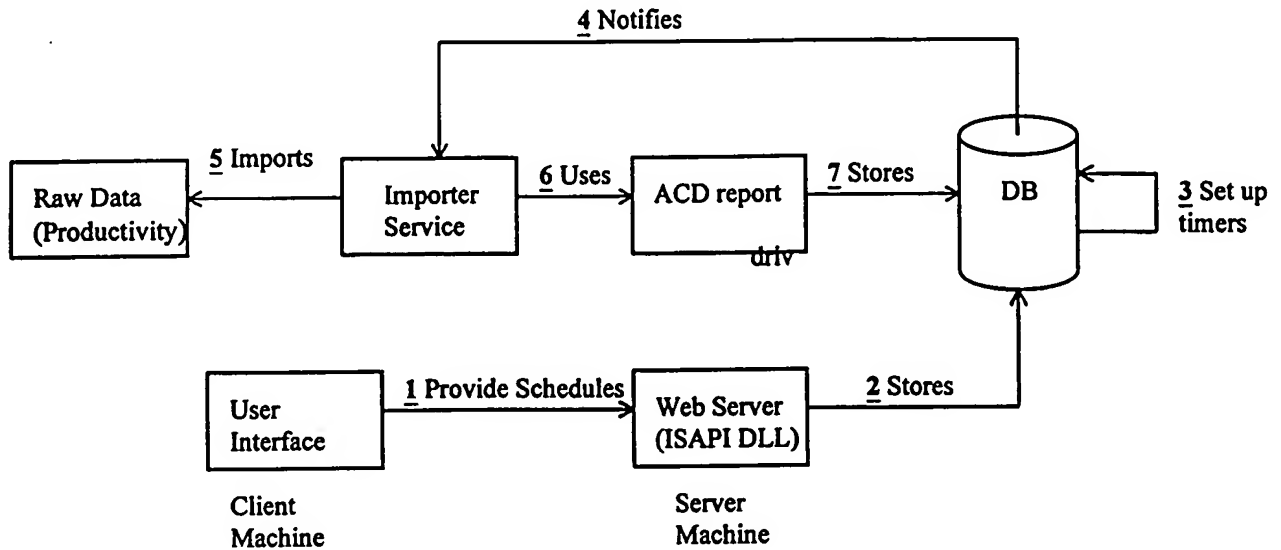 4 Notifies
5 Imports
6 Uses
7 Stores
Raw Data
(Productivity)
Importer
Service
ACD report
driv
DB
3 Set up
timers
1 Provide Schedules
2 Stores
User
Interface
Web Server
(ISAPI DLL)
Client
Machine
Server
Machine